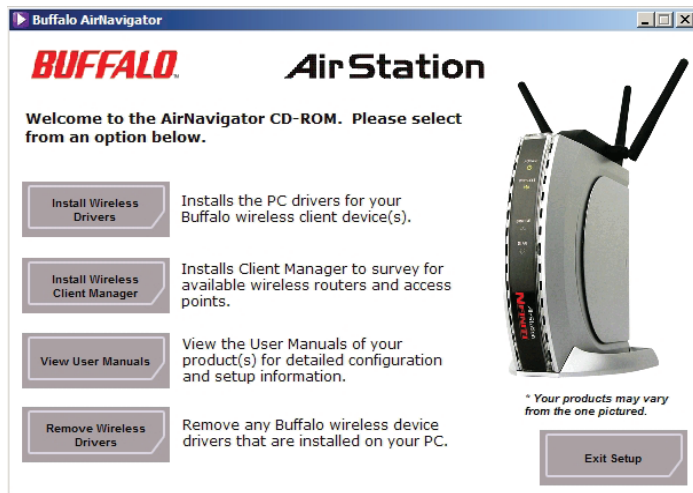 Buffalo AirNavigator
BUFFALO
AirStation
Welcome to the AirNavigator CD-ROM. Please select
from an option below.
Install Wireless
Drivers
Installs the PC drivers for your
Buffalo wireless client device(s).
Install Wireless
Client Manager
Installs Client Manager to survey for
available wireless routers and access
points.
View User Manuals
View the User Manuals of your
product(s) for detailed configuration
and setup information.
Remove Wireless
Drivers
Remove any Buffalo wireless device
drivers that are installed on your PC.
AirStation
NFINITI
* Your products may vary
from the one pictured.
Exit Setup